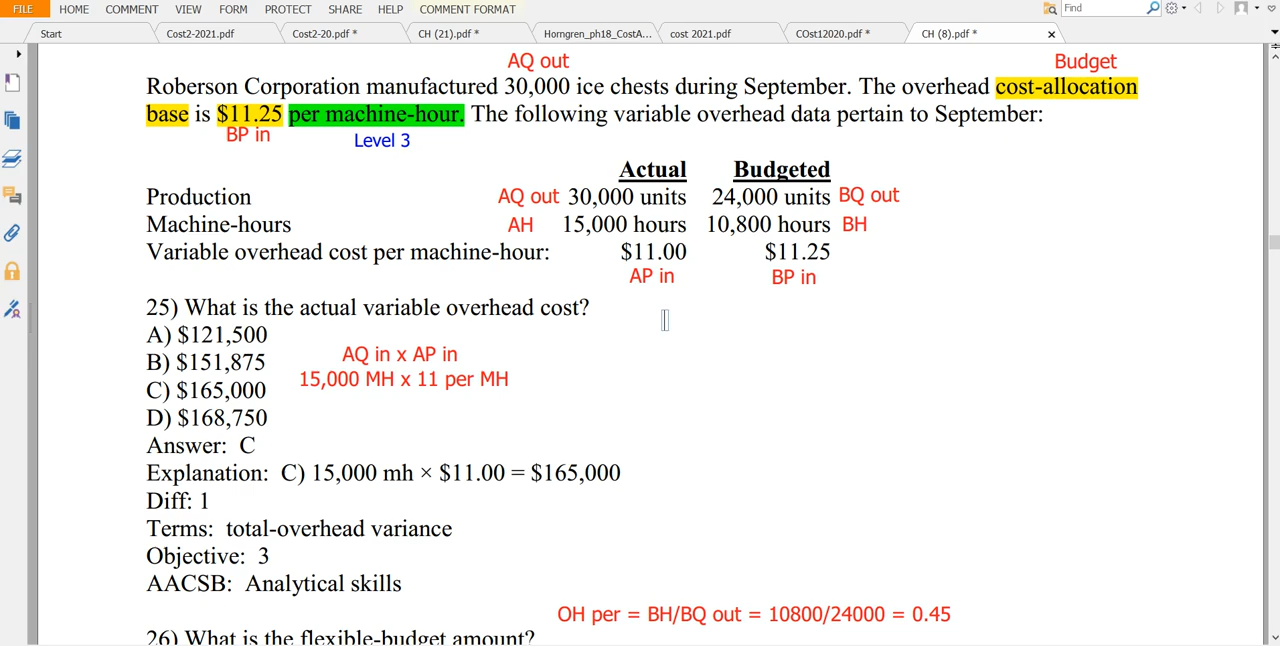 FILE HOME COMMENT VIEW FORM PROTECT SHARE HELP COMMENT FORMAT Find
Start Cost2-2021.pdf Cost2-20.pdf * CH (21).pdf * Horngren_ph18_CostA... cost 2021.pdf COst12020.pdf * CH (8).pdf *
AQ out Budget
Roberson Corporation manufactured 30,000 ice chests during September. The overhead cost-allocation
base is $11.25 per machine-hour. The following variable overhead data pertain to September:
BP in Level 3
Actual Budgeted
Production AQ out 30,000 units 24,000 units BQ out
Machine-hours AH 15,000 hours 10,800 hours BH
Variable overhead cost per machine-hour: $11.00 $11.25
AP in BP in
25) What is the actual variable overhead cost?
A) $121,500
B) $151,875 AQ in x AP in
C) $165,000 15,000 MH x 11 per MH
D) $168,750
Answer: C
Explanation: C) 15,000 mh × $11.00 = $165,000
Diff: 1
Terms: total-overhead variance
Objective: 3
AACSB: Analytical skills
OH per = BH/BQ out = 10800/24000 = 0.45
26) What is the flexible-budget amount?